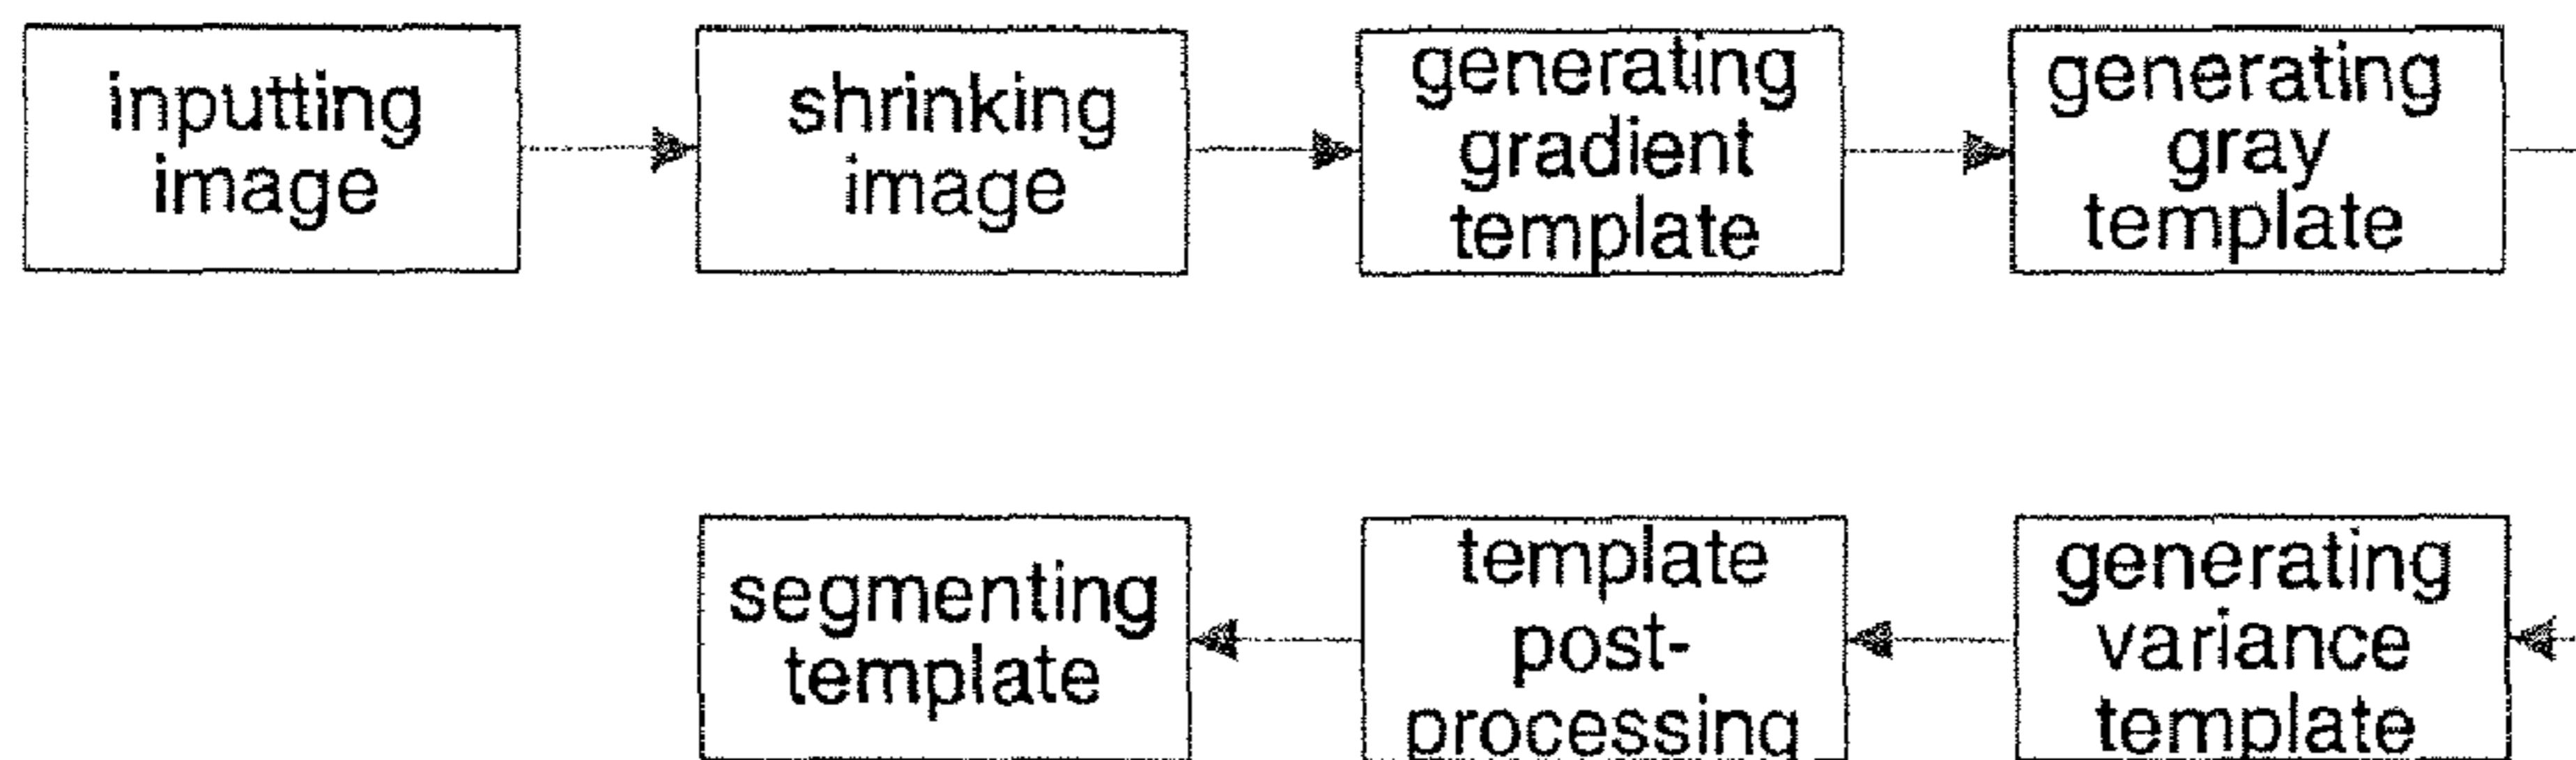 inputting
image
shrinking
image
generating
gradient
template
generating
gray
template
generating
variance
template
template
post-
processing
segmenting
template